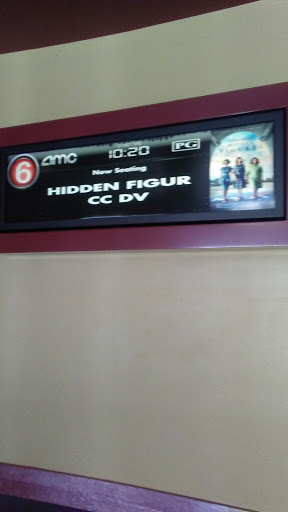 6 amc 10:20 PG
Now Seating
HIDDEN FIGUR
CC DV